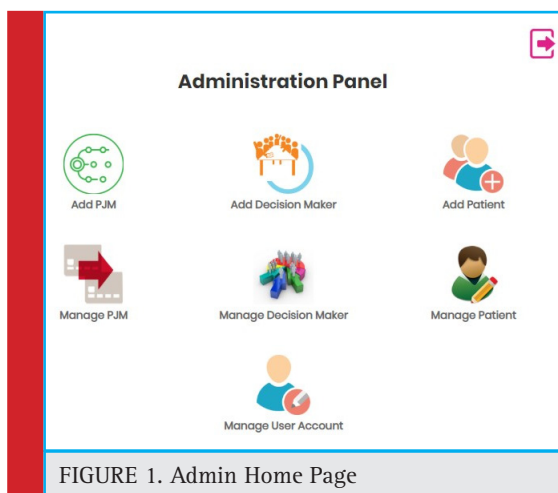 Administration Panel
Add PJM
Add Decision Maker
Add Patient
Manage PJM
Manage Decision Maker
Manage Patient
Manage User Account
FIGURE 1. Admin Home Page